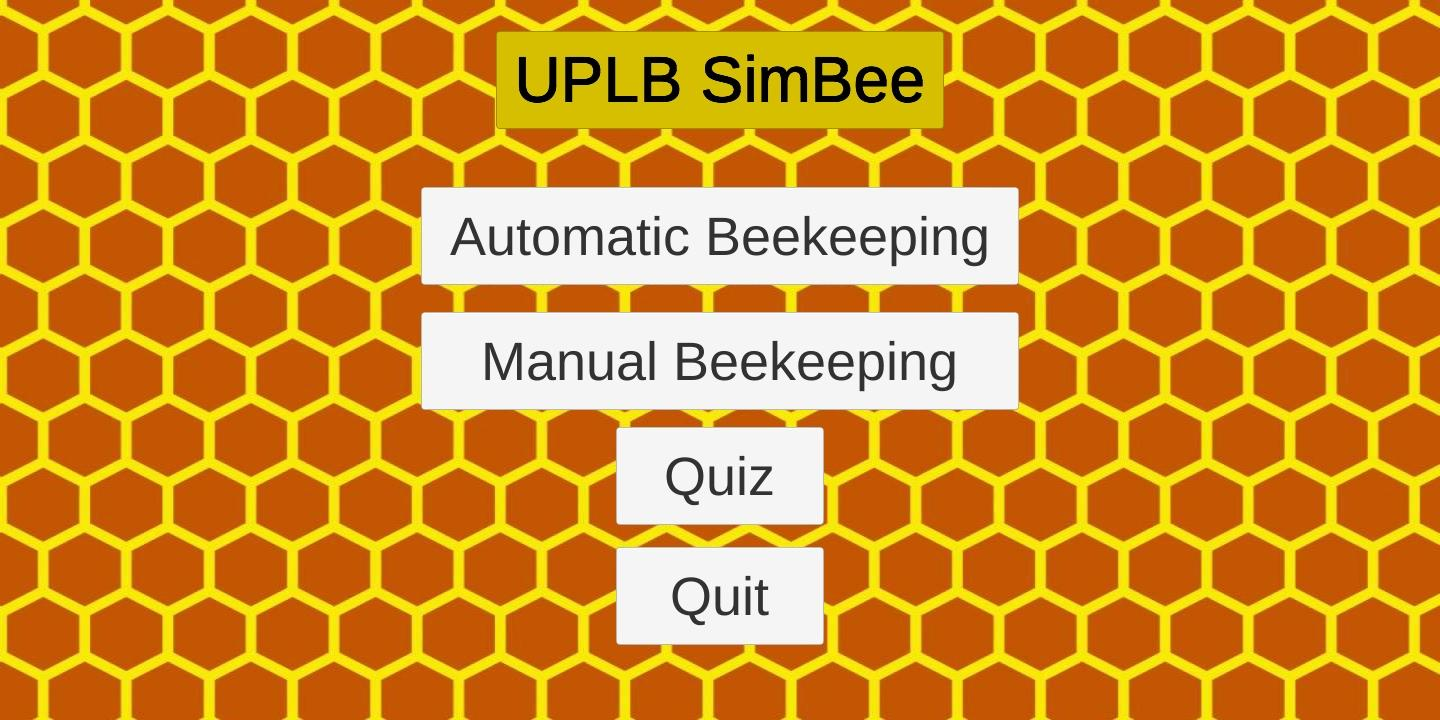 UPLB SimBee
Automatic Beekeeping
Manual Beekeeping
Quiz
Quit